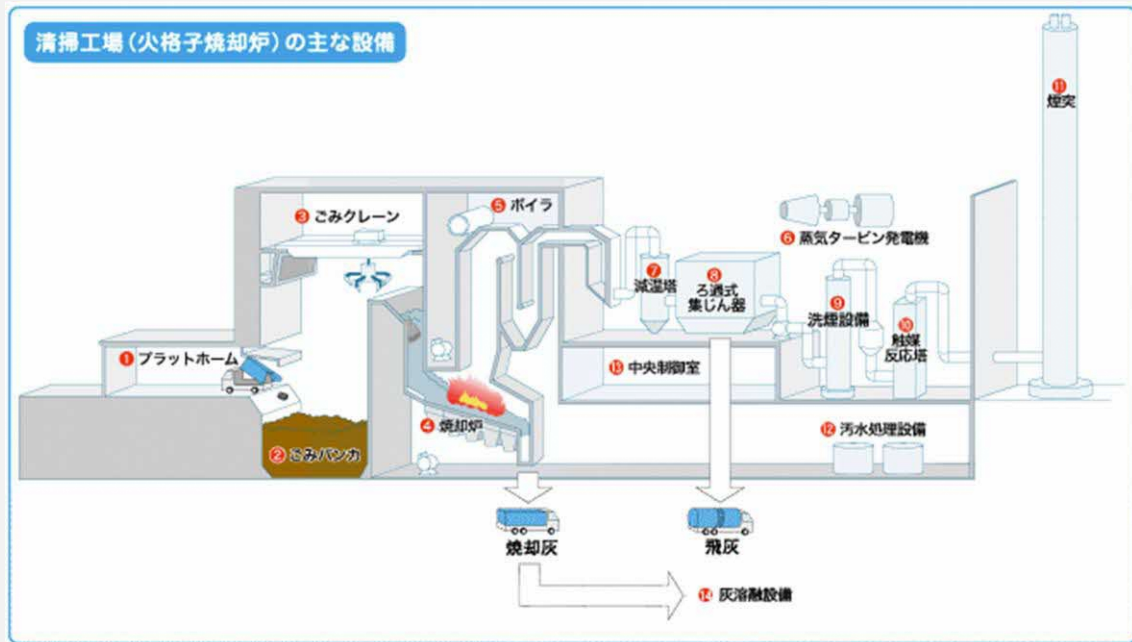 清掃工場(火格子焼却炉)の主な設備
⑪
煙突
③ ごみクレーン
⑤ ボイラ
⑥ 蒸気タービン発電機
⑦
減温塔
⑧
ろ過式
集じん器
⑨
洗煙設備
⑩
触媒
反応塔
① プラットホーム
⑬ 中央制御室
④ 焼却炉
⑫ 汚水処理設備
② ごみバンカ
焼却灰
飛灰
⑭ 灰溶融設備